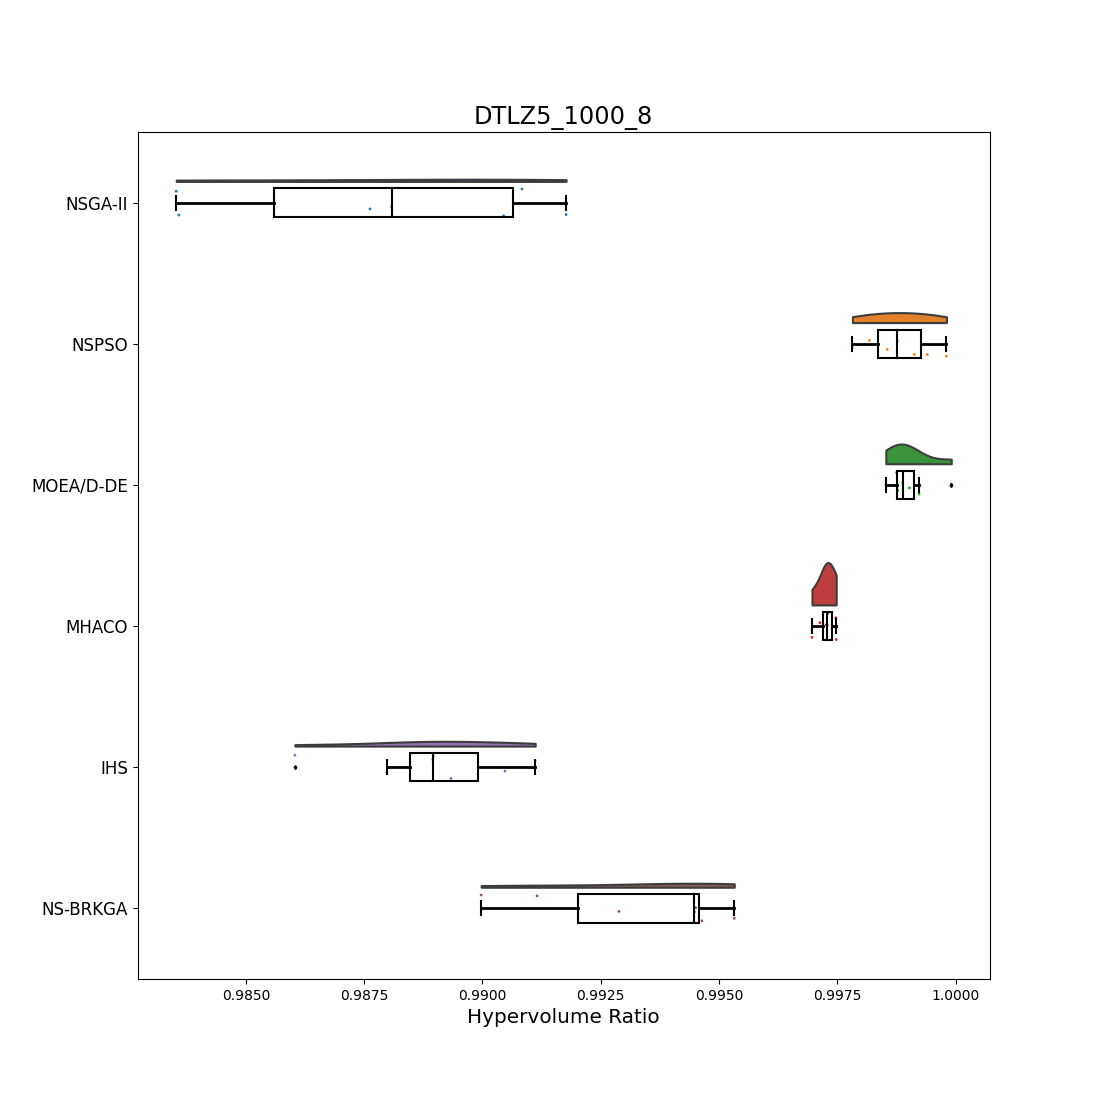 DTLZ5_1000_8
NSGA-II
NSPSO
MOEA/D-DE
MHACO
IHS
NS-BRKGA
0.9850 0.9875 0.9900 0.9925 0.9950 0.9975 1.0000
Hypervolume Ratio